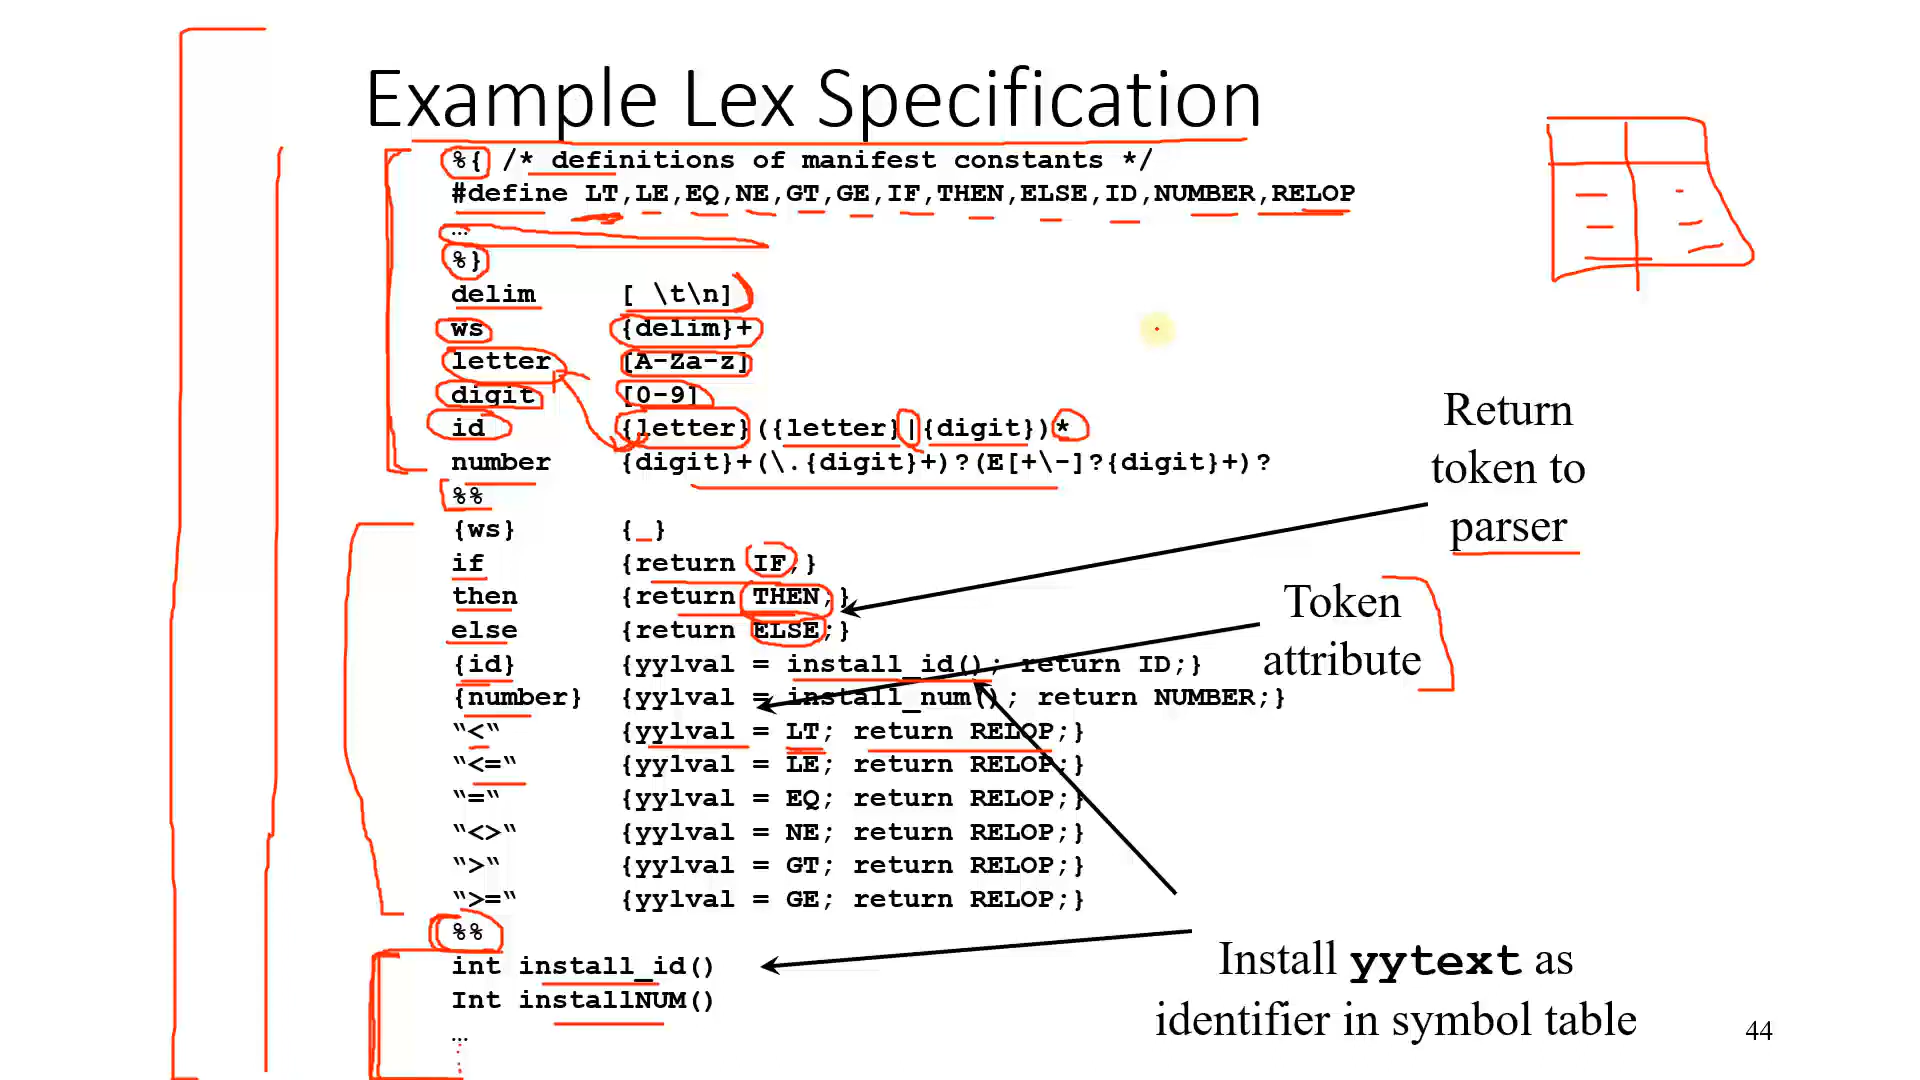 Example Lex Specification
%{ /* definitions of manifest constants */
#define LT,LE,EQ,NE,GT,GE,IF,THEN,ELSE,ID,NUMBER,RELOP
…
%}
delim [ \t\n]
ws {delim}+
letter [A-Za-z]
digit [0-9]
id {letter}({letter}|{digit})*
number {digit}+(\.{digit}+)?(E[+\-]?{digit}+)?
%%
{ws} {_}
if {return IF;}
then {return THEN;}
else {return ELSE;}
{id} {yylval = install_id(); return ID;}
{number} {yylval = install_num(); return NUMBER;}
“<“ {yylval = LT; return RELOP;}
“<=“ {yylval = LE; return RELOP;}
“=“ {yylval = EQ; return RELOP;}
“<>“ {yylval = NE; return RELOP;}
“>“ {yylval = GT; return RELOP;}
“>=“ {yylval = GE; return RELOP;}
%%
int install_id()
Int installNUM()
…
Return
token to
parser
Token
attribute
Install yytext as
identifier in symbol table
44